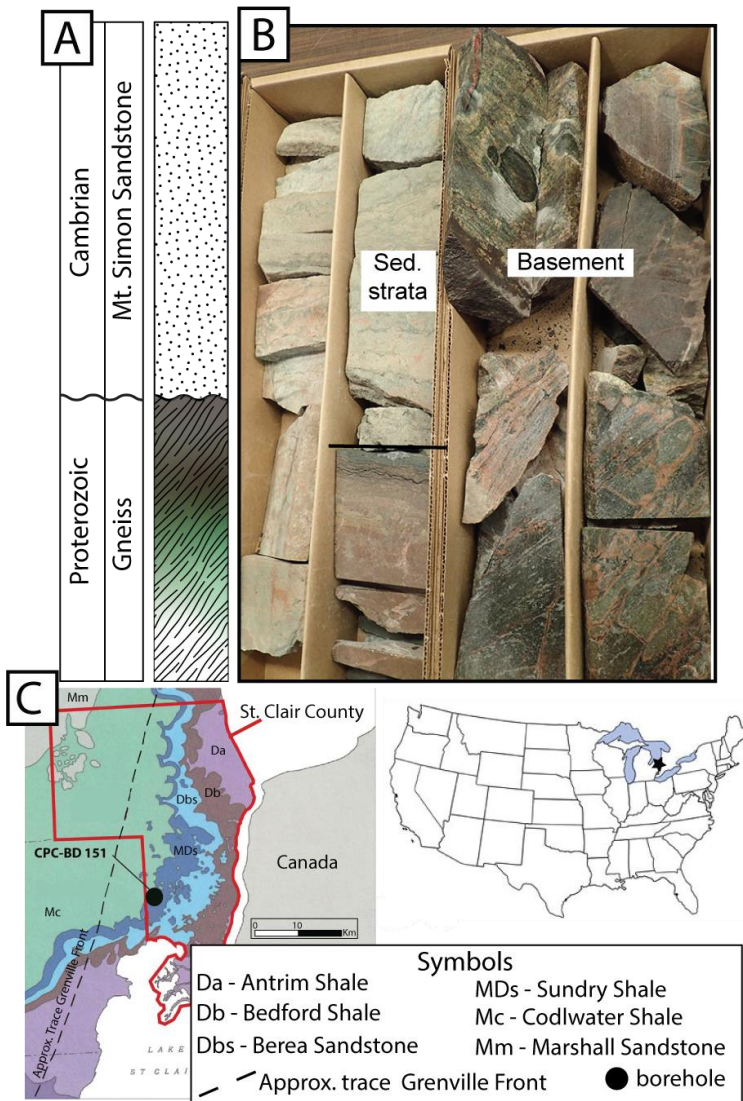 A
Cambrian
Mt. Simon Sandstone
Proterozoic
Gneiss
B
Sed.
strata
Basement
C
Mm
St. Clair County
Da
Db
Dbs
MDs
CPC-BD 151
Canada
Mc
0 10
Km
Approx. Trace Grenville Front
LAKE
ST CLAI
Symbols
Da - Antrim Shale
Db - Bedford Shale
Dbs - Berea Sandstone
Approx. trace Grenville Front
MDs - Sundry Shale
Mc - Codlwater Shale
Mm - Marshall Sandstone
borehole